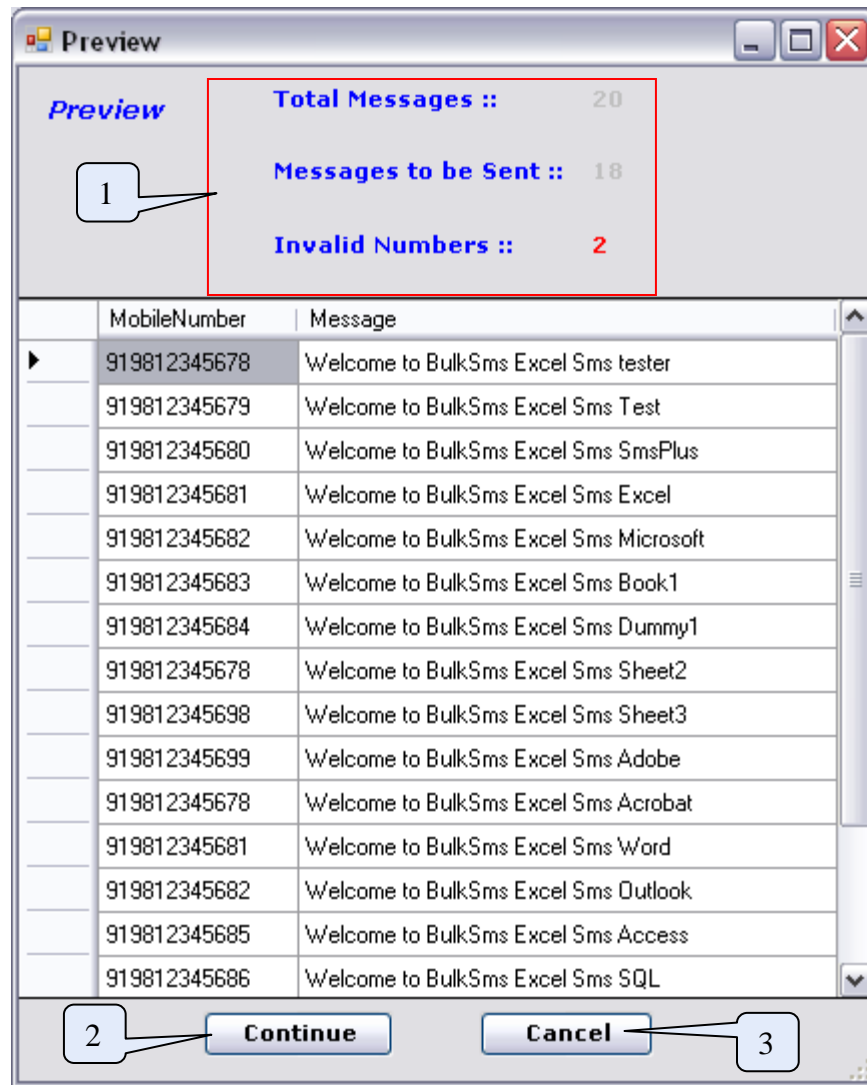 Preview
Preview
Total Messages :: 20
1
Messages to be Sent :: 18
Invalid Numbers :: 2
MobileNumber Message
919812345678 Welcome to BulkSms Excel Sms tester
919812345679 Welcome to BulkSms Excel Sms Test
919812345680 Welcome to BulkSms Excel Sms SmsPlus
919812345681 Welcome to BulkSms Excel Sms Excel
919812345682 Welcome to BulkSms Excel Sms Microsoft
919812345683 Welcome to BulkSms Excel Sms Book1
919812345684 Welcome to BulkSms Excel Sms Dummy1
919812345678 Welcome to BulkSms Excel Sms Sheet2
919812345698 Welcome to BulkSms Excel Sms Sheet3
919812345699 Welcome to BulkSms Excel Sms Adobe
919812345678 Welcome to BulkSms Excel Sms Acrobat
919812345681 Welcome to BulkSms Excel Sms Word
919812345682 Welcome to BulkSms Excel Sms Outlook
919812345685 Welcome to BulkSms Excel Sms Access
919812345686 Welcome to BulkSms Excel Sms SQL
2 Continue Cancel 3